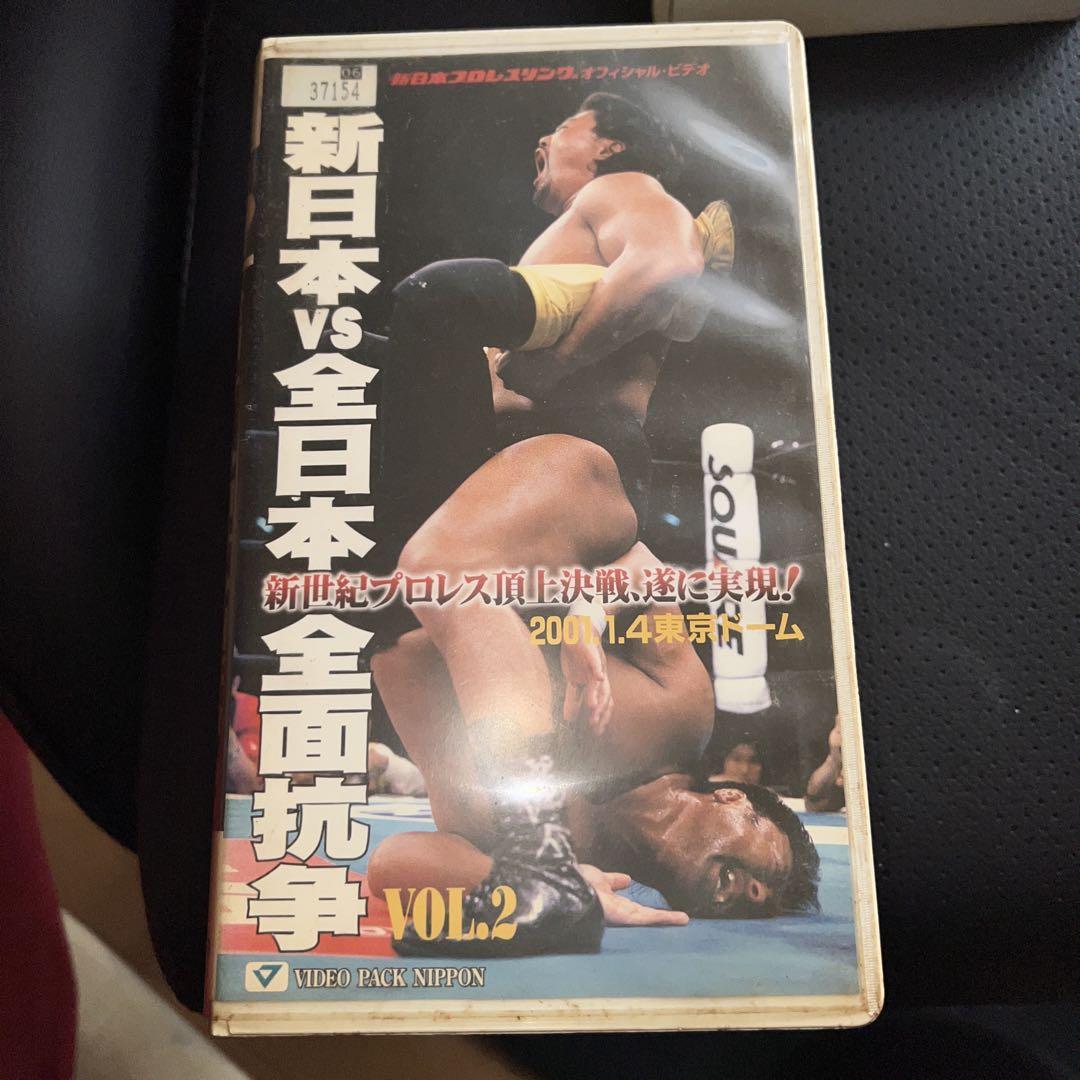 06
37154
新日本プロレスリング オフィシャル・ビデオ
新日本vs全日本全面抗争
新世紀プロレス頂上決戦、遂に実現!
2001.1.4東京ドーム
VOL.2
VIDEO PACK NIPPON